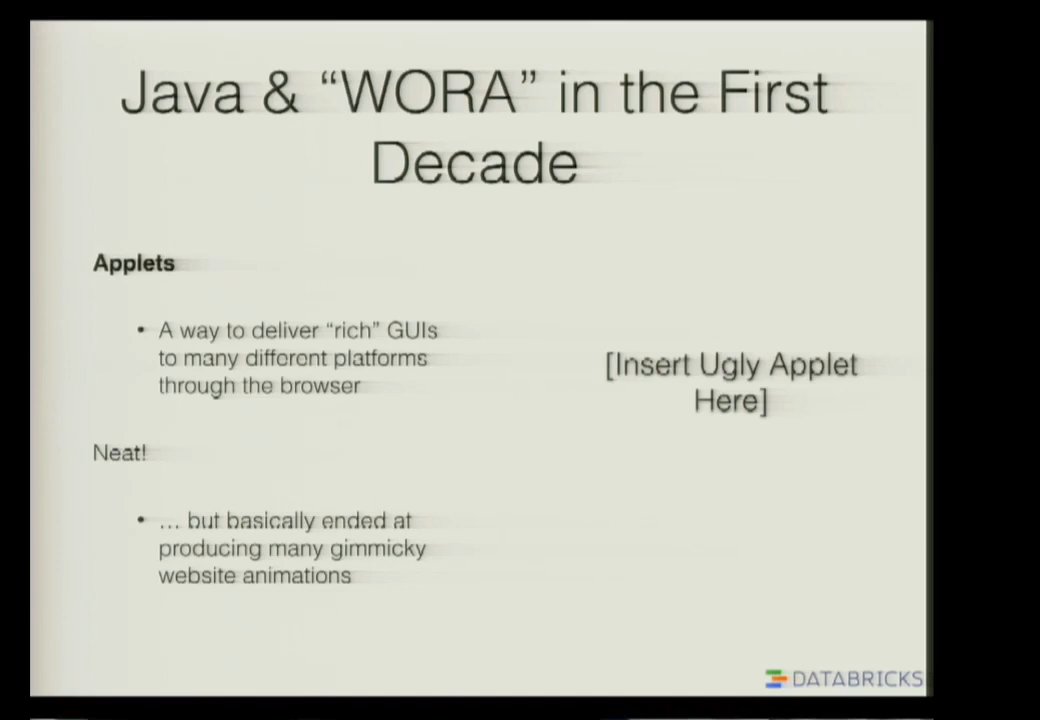 Java & “WORA” in the First
Decade
Applets
• A way to deliver “rich” GUIs
to many different platforms
through the browser
[Insert Ugly Applet
Here]
Neat!
• ... but basically ended at
producing many gimmicky
website animations
DATABRICKS